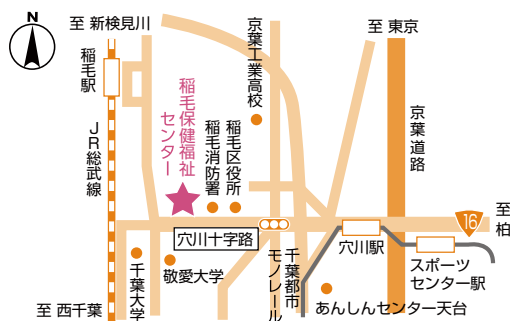 N
至 新検見川
稲毛駅
JR総武線
至 西千葉
京葉工業高校
至 東京
京葉道路
稲毛保健福祉
センター
稲毛消防署
稲毛区役所
穴川十字路
千葉大学
敬愛大学
千葉都市
モノレール
穴川駅
16
至
柏
スポーツ
センター駅
あんしんセンター天台